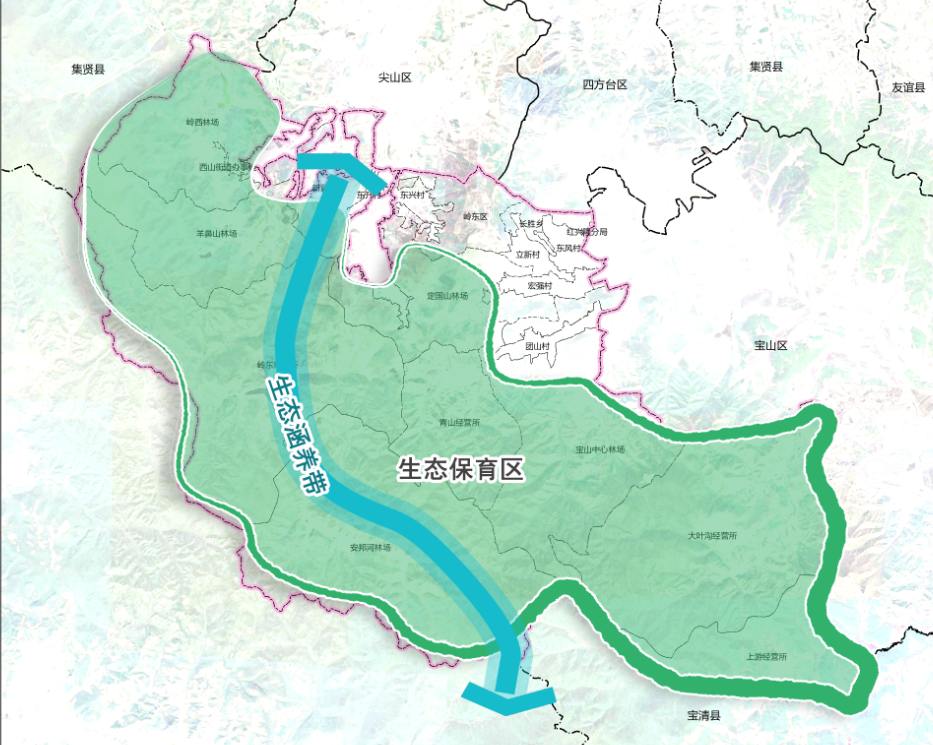 集贤县
尖山区
四方台区
集贤县
友谊县
岭西林场
西山街道办事
东兴村
岭东区
长胜乡
红兴隆分局
东风村
立新村
羊鼻山林场
宏强村
定国山林场
团山村
宝山区
岭东
生态涵养带
青山经营所
宝山中心林场
生态保育区
大叶沟经营所
安邦河林场
上游经营所
宝清县